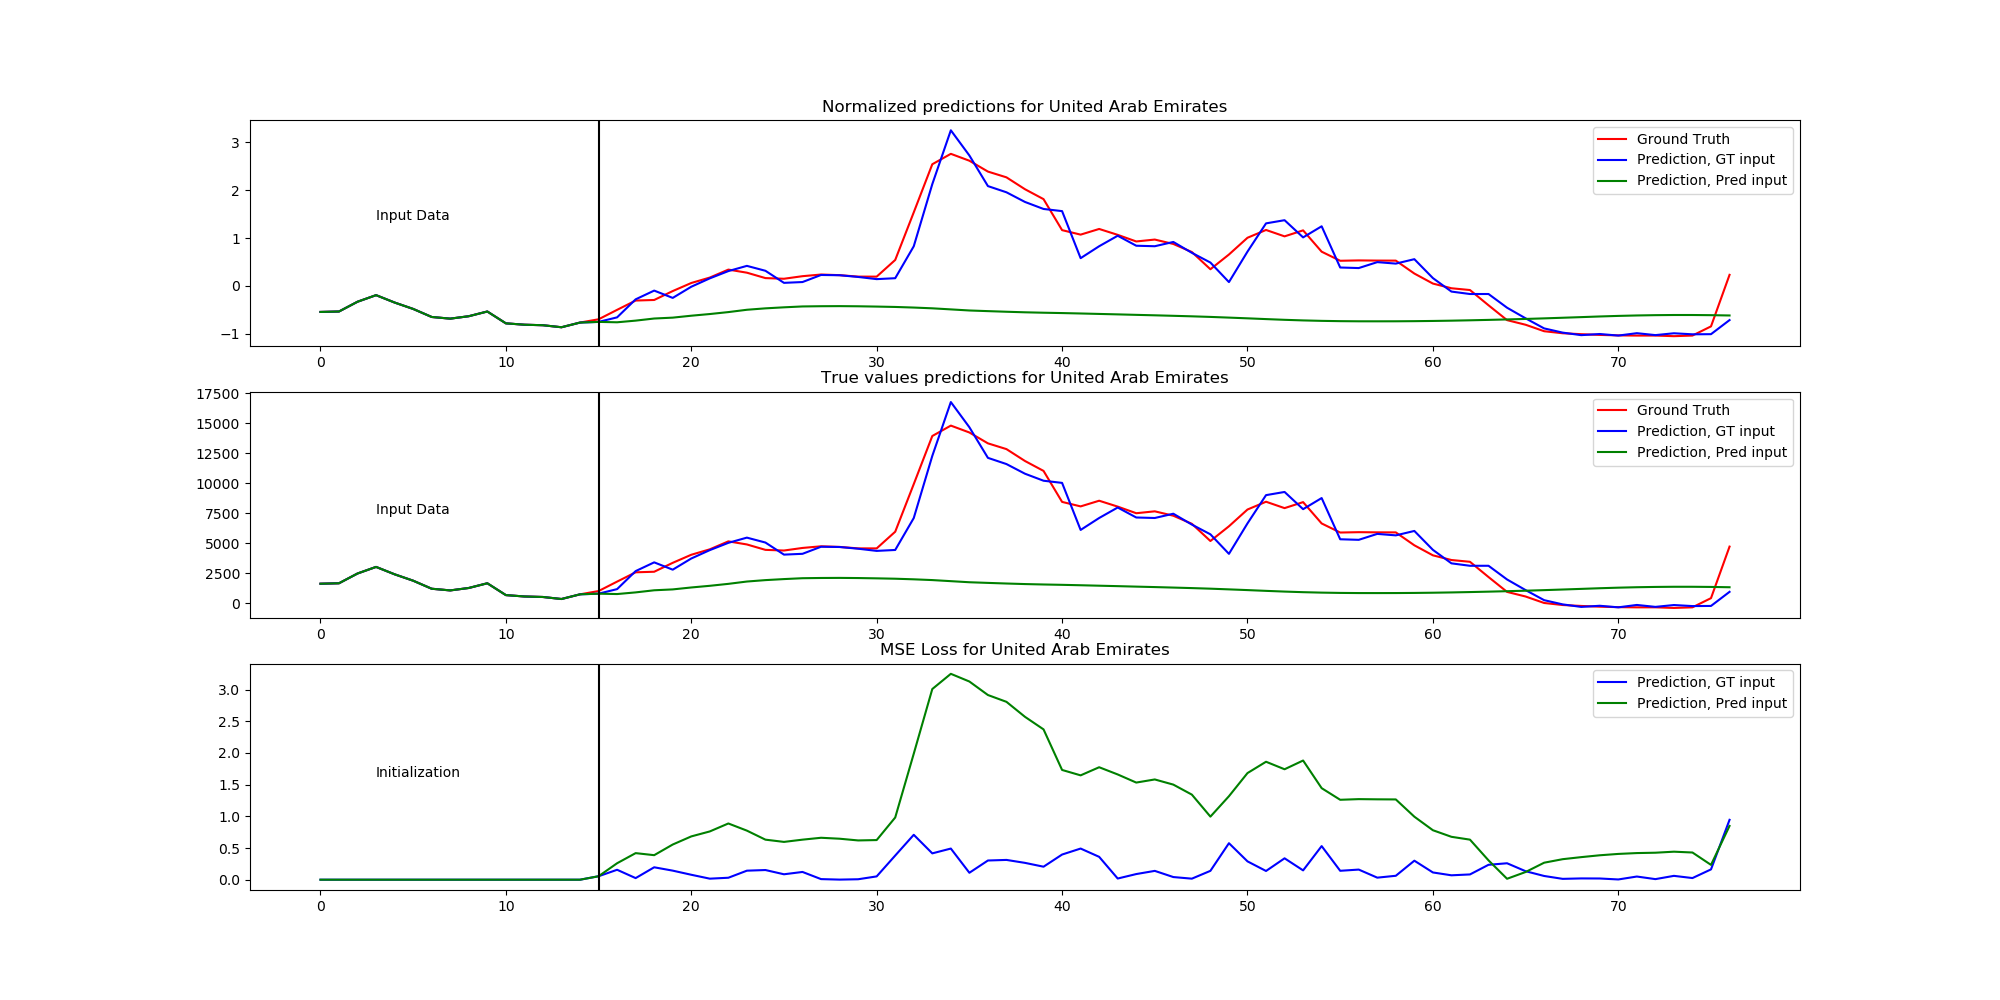 Normalized predictions for United Arab Emirates
3
2
1
0
−1
Input Data
Ground Truth
Prediction, GT input
Prediction, Pred input
0 10 20 30 40 50 60 70
True values predictions for United Arab Emirates
17500
15000
12500
10000
7500
5000
2500
0
Input Data
Ground Truth
Prediction, GT input
Prediction, Pred input
0 10 20 30 40 50 60 70
MSE Loss for United Arab Emirates
3.0
2.5
2.0
1.5
1.0
0.5
0.0
Initialization
Prediction, GT input
Prediction, Pred input
0 10 20 30 40 50 60 70